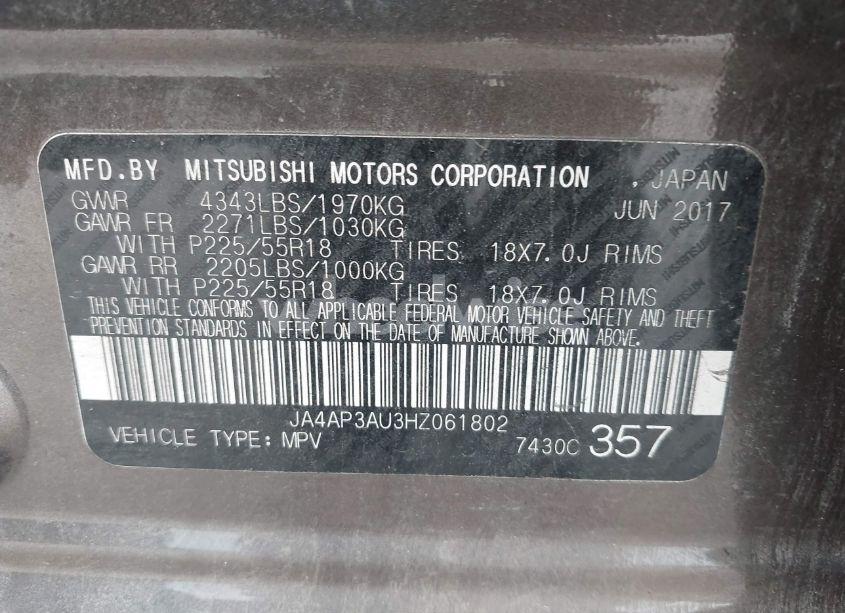 MFD.BY MITSUBISHI MOTORS CORPORATION , JAPAN
GVWR 4343LBS/1970KG JUN 2017
GAWR FR 2271LBS/1030KG
WITH P225/55R18 TIRES 18X7.0J RIMS
GAWR RR 2205LBS/1000KG
WITH P225/55R18 TIRES 18X7.0J RIMS
THIS VEHICLE CONFORMS TO ALL APPLICABLE FEDERAL MOTOR VEHICLE SAFETY AND THEFT
PREVENTION STANDARDS IN EFFECT ON THE DATE OF MANUFACTURE SHOWN ABOVE.
JA4AP3AU3HZ061802
VEHICLE TYPE: MPV 7430C 357